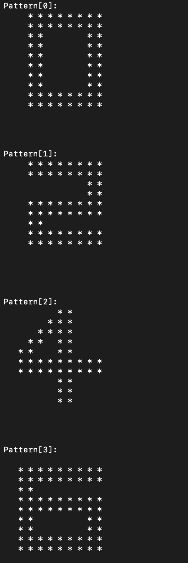 Pattern[0]:
     * * * * * * * *
     * * * * * * * *
     * *         * *
     * *         * *
     * *         * *
     * *         * *
     * *         * *
     * *         * *
     * * * * * * * *
     * * * * * * * *
Pattern[1]:
     * * * * * * * *
     * * * * * * * *
                 * *
                 * *
     * * * * * * * *
     * * * * * * * *
     * *
     * * * * * * * *
     * * * * * * * *
Pattern[2]:
           * *
         * * *
       * * * *
     * *   * *
   * *     * *
   * * * * * * * * *
   * * * * * * * * *
           * *
           * *
           * *
Pattern[3]:
   * * * * * * * * *
   * * * * * * * * *
   * *
   * * * * * * * * *
   * * * * * * * * *
   * *           * *
   * *           * *
   * * * * * * * * *
   * * * * * * * * *